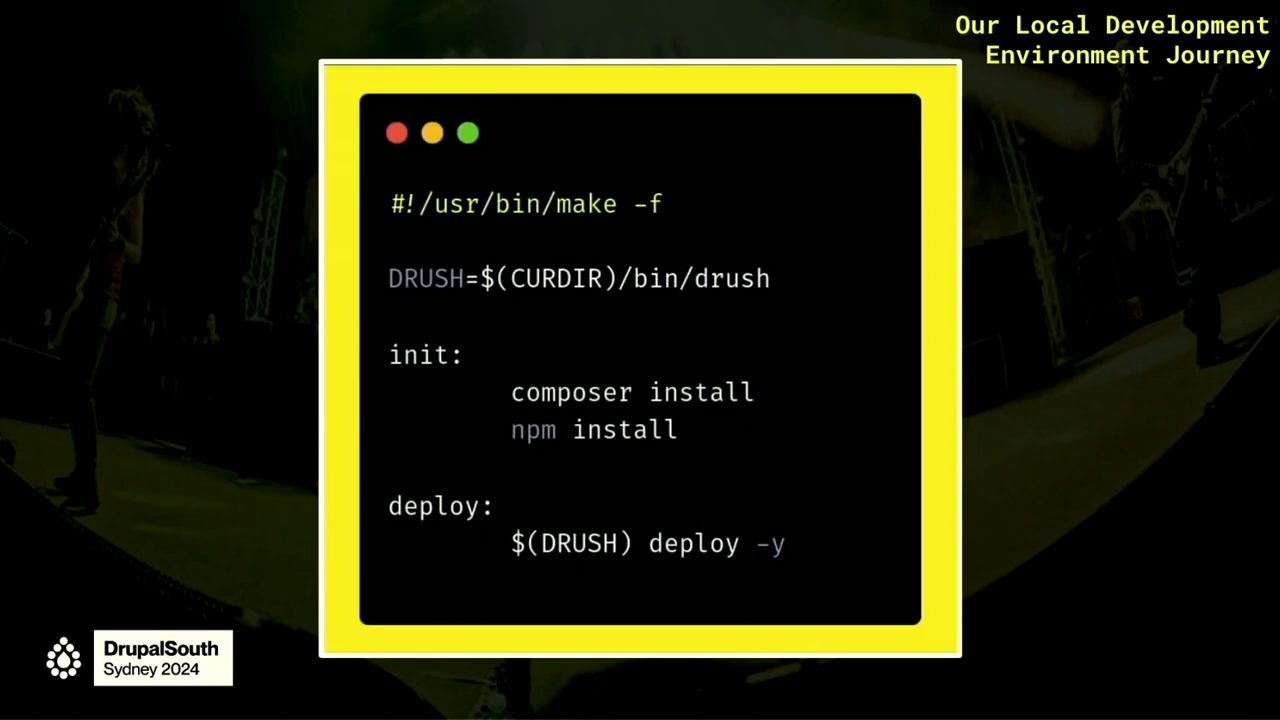 Our Local Development
Environment Journey
#!/usr/bin/make -f
DRUSH=$(CURDIR)/bin/drush
init:
composer install
npm install
deploy:
$(DRUSH) deploy -y
DrupalSouth
Sydney 2024